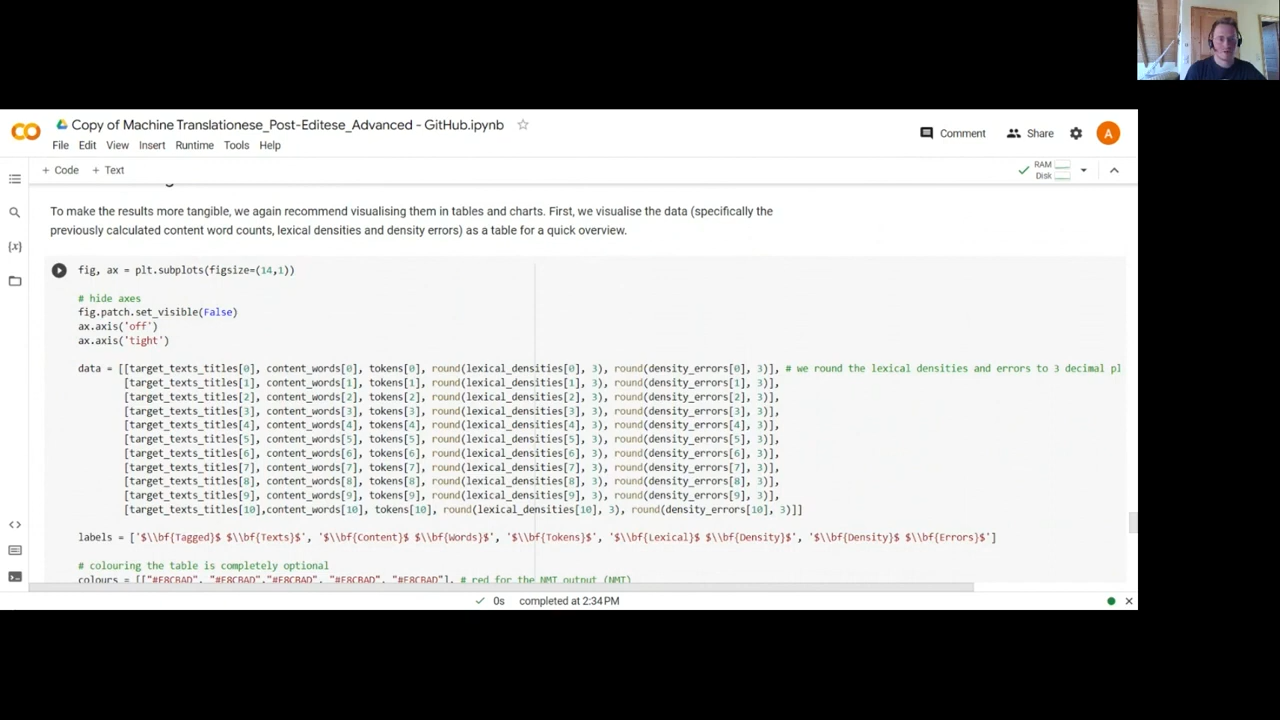 Copy of Machine Translationese_Post-Editese_Advanced - GitHub.ipynb
Comment
Share
A
File Edit View Insert Runtime Tools Help
+ Code + Text
RAM
Disk
To make the results more tangible, we again recommend visualising them in tables and charts. First, we visualise the data (specifically the
previously calculated content word counts, lexical densities and density errors) as a table for a quick overview.
fig, ax = plt.subplots(figsize=(14,1))
# hide axes
fig.patch.set_visible(False)
ax.axis('off')
ax.axis('tight')
data = [[target_texts_titles[0], content_words[0], tokens[0], round(lexical_densities[0], 3), round(density_errors[0], 3)], # we round the lexical densities and errors to 3 decimal pl
[target_texts_titles[1], content_words[1], tokens[1], round(lexical_densities[1], 3), round(density_errors[1], 3)],
[target_texts_titles[2], content_words[2], tokens[2], round(lexical_densities[2], 3), round(density_errors[2], 3)],
[target_texts_titles[3], content_words[3], tokens[3], round(lexical_densities[3], 3), round(density_errors[3], 3)],
[target_texts_titles[4], content_words[4], tokens[4], round(lexical_densities[4], 3), round(density_errors[4], 3)],
[target_texts_titles[5], content_words[5], tokens[5], round(lexical_densities[5], 3), round(density_errors[5], 3)],
[target_texts_titles[6], content_words[6], tokens[6], round(lexical_densities[6], 3), round(density_errors[6], 3)],
[target_texts_titles[7], content_words[7], tokens[7], round(lexical_densities[7], 3), round(density_errors[7], 3)],
[target_texts_titles[8], content_words[8], tokens[8], round(lexical_densities[8], 3), round(density_errors[8], 3)],
[target_texts_titles[9], content_words[9], tokens[9], round(lexical_densities[9], 3), round(density_errors[9], 3)],
[target_texts_titles[10],content_words[10], tokens[10], round(lexical_densities[10], 3), round(density_errors[10], 3)]]
labels = ['$\\bf{Tagged}$ $\\bf{Texts}$', '$\\bf{Content}$ $\\bf{Words}$', '$\\bf{Tokens}$', '$\\bf{Lexical}$ $\\bf{Density}$', '$\\bf{Density}$ $\\bf{Errors}$']
# colouring the table is completely optional
colours = [["#F8CBAD", "#F8CBAD","#F8CBAD", "#F8CBAD", "#F8CBAD"], # red for the NMT output (NMT)
0s completed at 2:34 PM